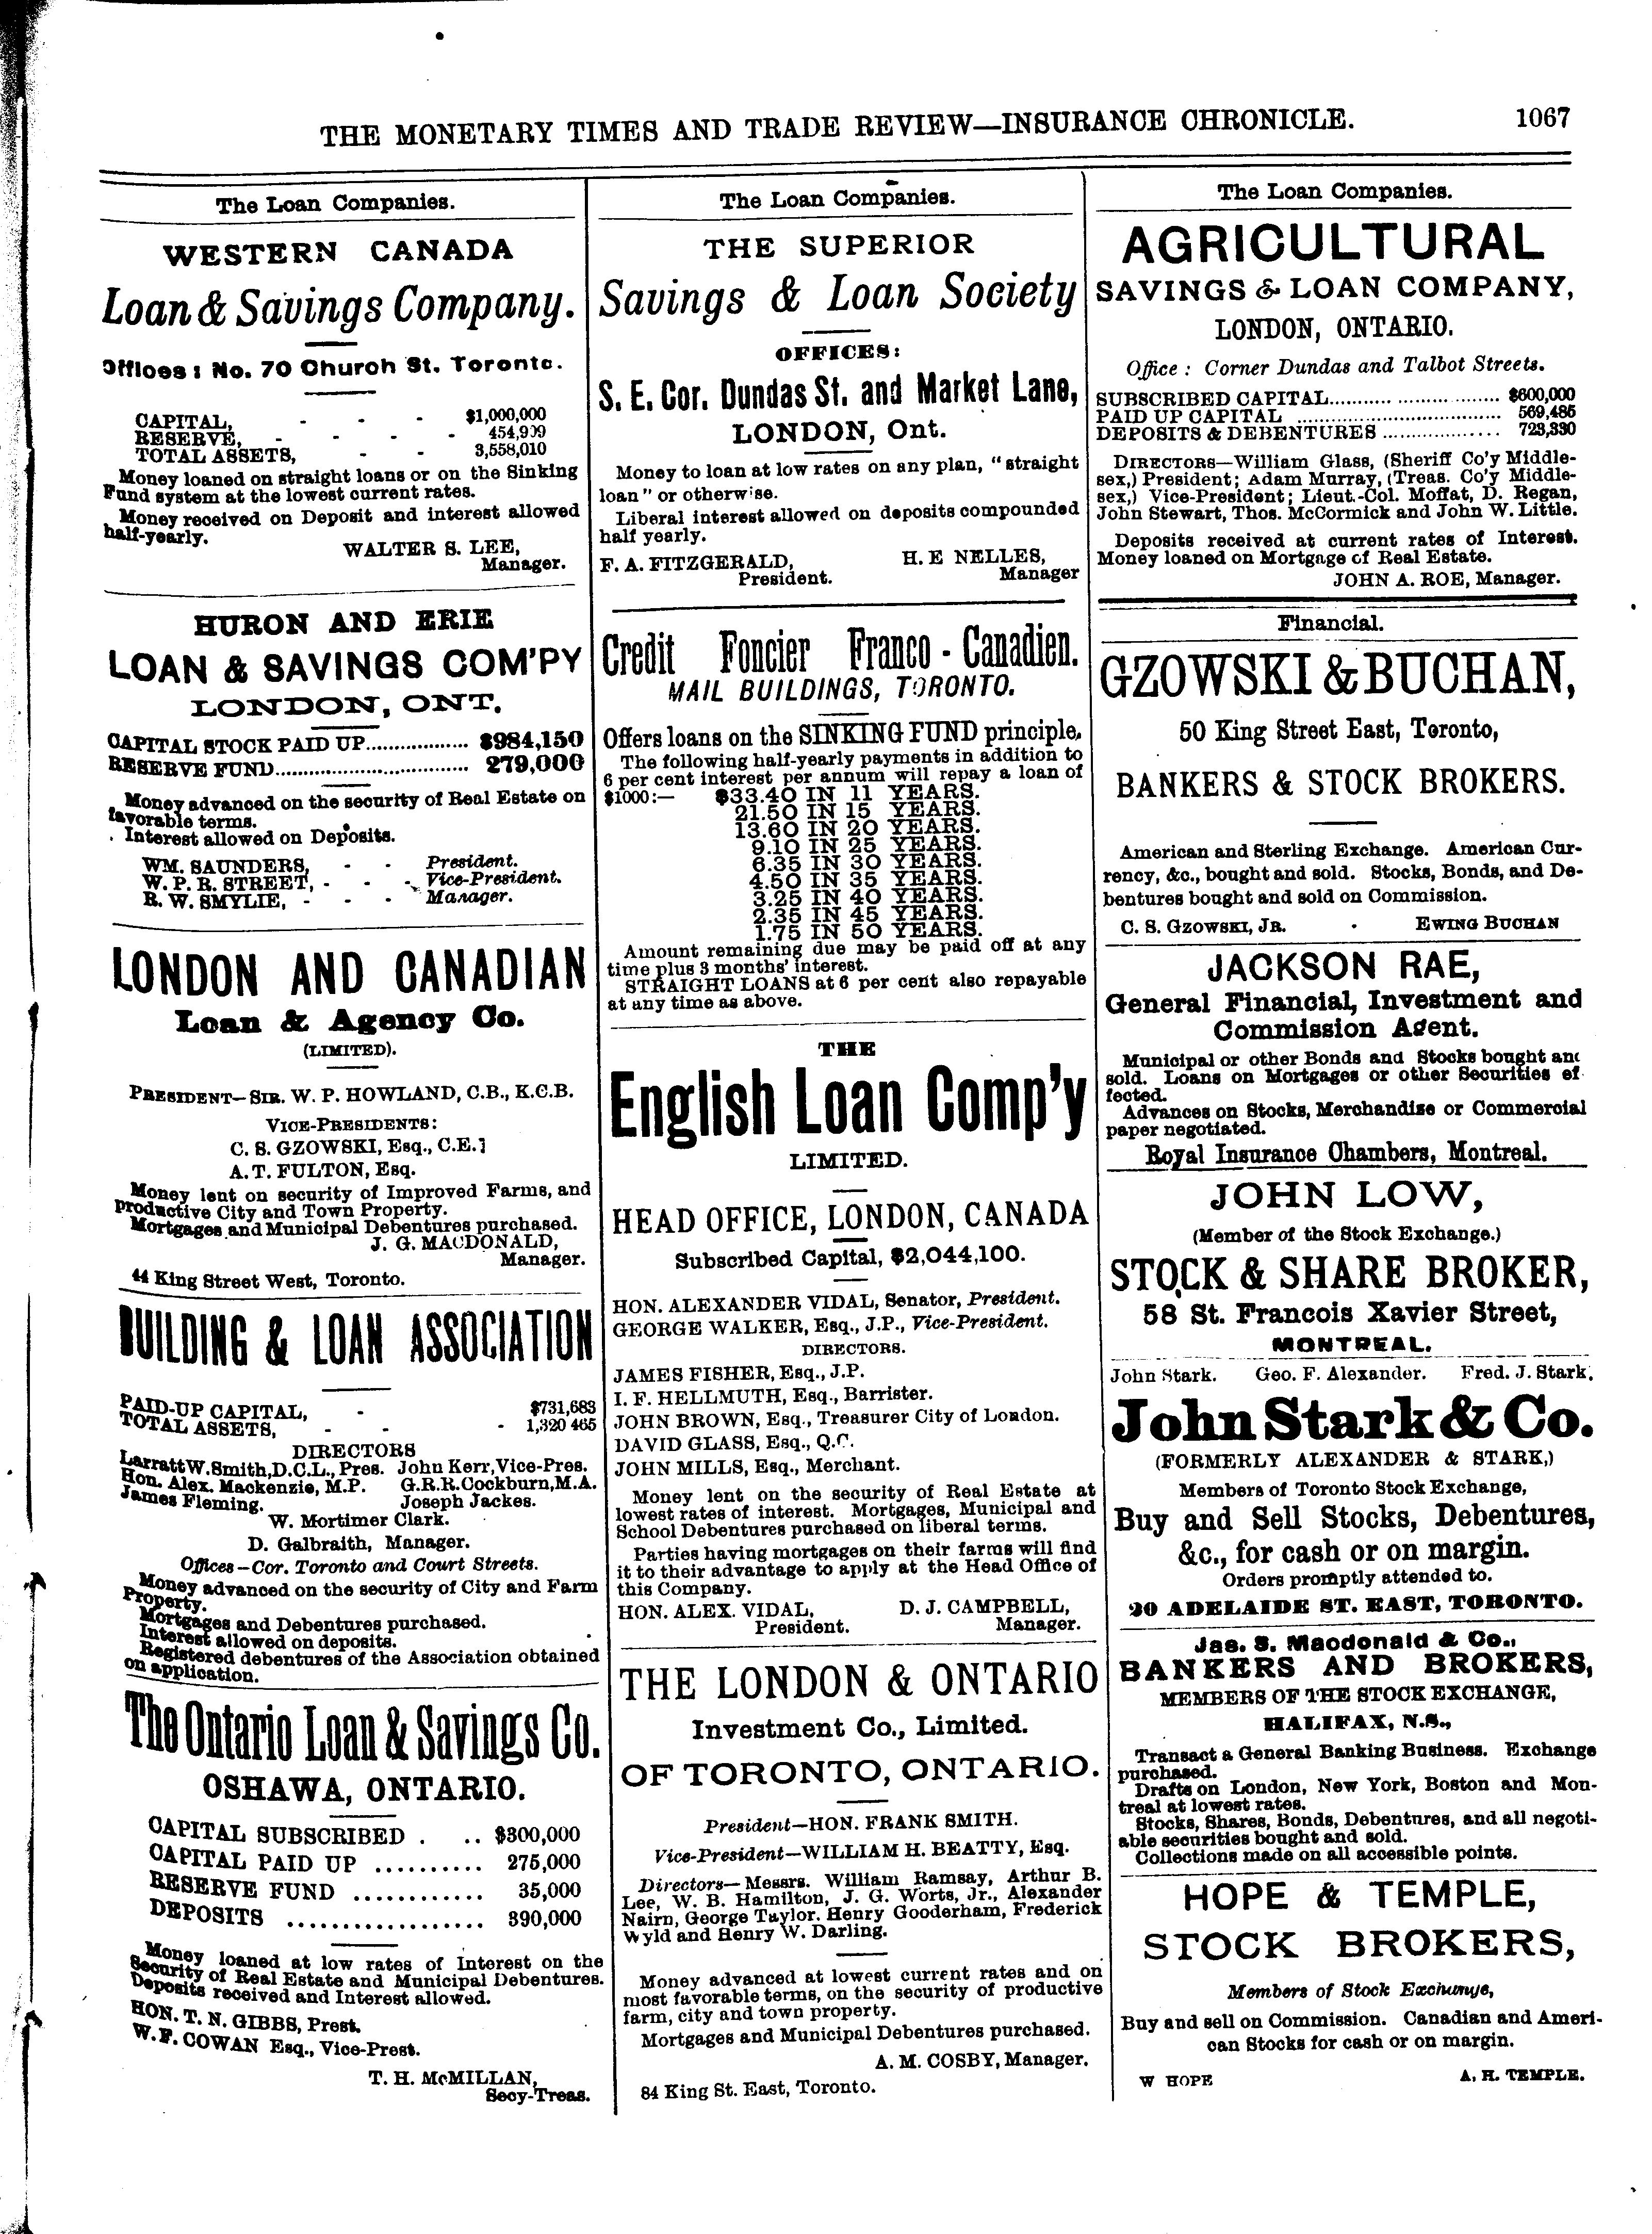 THE MONETARY TIMES AND TRADE REVIEW—INSURANCE CHRONICLE.
1067
The Loan Companies.
WESTERN CANADA
Loan & Savings Company.
Offices: No. 70 Church St. Toronto.
CAPITAL, - - - $1,000,000
RESERVE, - - - - 454,909
TOTAL ASSETS, - - 3,558,010
Money loaned on straight loans or on the Sinking
Fund system at the lowest current rates.
Money received on Deposit and interest allowed
half-yearly.
WALTER S. LEE,
Manager.
HURON AND ERIE
LOAN & SAVINGS COM'PY
LONDON, ONT.
CAPITAL STOCK PAID UP.................. $984,150
RESERVE FUND................................ 279,000
Money advanced on the security of Real Estate on
favorable terms.
Interest allowed on Deposits.
WM. SAUNDERS, - - President.
W. P. R. STREET, - - - Vice-President.
R. W. SMYLIE, - - - Manager.
LONDON AND CANADIAN
Loan & Agency Co.
(LIMITED).
PRESIDENT—SIR. W. P. HOWLAND, C.B., K.C.B.
VICE-PRESIDENTS:
C. S. GZOWSKI, Esq., C.E.]
A. T. FULTON, Esq.
Money lent on security of Improved Farms, and
productive City and Town Property.
Mortgages and Municipal Debentures purchased.
J. G. MACDONALD,
Manager.
44 King Street West, Toronto.
BUILDING & LOAN ASSOCIATION
PAID-UP CAPITAL, - $731,683
TOTAL ASSETS, - - - 1,320 465
DIRECTORS
Larratt W. Smith, D.C.L., Pres. John Kerr, Vice-Pres.
Hon. Alex. Mackenzie, M.P. G.R.R. Cockburn, M.A.
James Fleming. Joseph Jackes.
W. Mortimer Clark.
D. Galbraith, Manager.
Offices—Cor. Toronto and Court Streets.
Money advanced on the security of City and Farm
Property.
Mortgages and Debentures purchased.
Interest allowed on deposits.
Registered debentures of the Association obtained
on application.
The Ontario Loan & Savings Co.
OSHAWA, ONTARIO.
CAPITAL SUBSCRIBED . .. $300,000
CAPITAL PAID UP .......... 275,000
RESERVE FUND ............ 35,000
DEPOSITS .................. 390,000
Money loaned at low rates of Interest on the
Security of Real Estate and Municipal Debentures.
Deposits received and Interest allowed.
HON. T. N. GIBBS, Prest.
W. F. COWAN Esq., Vice-Prest.
T. H. McMILLAN,
Secy-Treas.
The Loan Companies.
THE SUPERIOR
Savings & Loan Society
OFFICES:
S. E. Cor. Dundas St. and Market Lane,
LONDON, Ont.
Money to loan at low rates on any plan, "straight
loan" or otherwise.
Liberal interest allowed on deposits compounded
half yearly.
F. A. FITZGERALD, H. E NELLES,
President. Manager
Credit Foncier Franco-Canadien.
MAIL BUILDINGS, TORONTO.
Offers loans on the SINKING FUND principle.
The following half-yearly payments in addition to
6 per cent interest per annum will repay a loan of
$1000:— $33.40 IN 11 YEARS.
21.50 IN 15 YEARS.
13.60 IN 20 YEARS.
9.10 IN 25 YEARS.
6.35 IN 30 YEARS.
4.50 IN 35 YEARS.
3.25 IN 40 YEARS.
2.35 IN 45 YEARS.
1.75 IN 50 YEARS.
Amount remaining due may be paid off at any
time plus 3 months' interest.
STRAIGHT LOANS at 6 per cent also repayable
at any time as above.
THE
English Loan Comp'y
LIMITED.
HEAD OFFICE, LONDON, CANADA
Subscribed Capital, $2,044,100.
HON. ALEXANDER VIDAL, Senator, President.
GEORGE WALKER, Esq., J.P., Vice-President.
DIRECTORS.
JAMES FISHER, Esq., J.P.
I. F. HELLMUTH, Esq., Barrister.
JOHN BROWN, Esq., Treasurer City of London.
DAVID GLASS, Esq., Q.C.
JOHN MILLS, Esq., Merchant.
Money lent on the security of Real Estate at
lowest rates of interest. Mortgages, Municipal and
School Debentures purchased on liberal terms.
Parties having mortgages on their farms will find
it to their advantage to apply at the Head Office of
this Company.
HON. ALEX. VIDAL, D. J. CAMPBELL,
President. Manager.
THE LONDON & ONTARIO
Investment Co., Limited.
OF TORONTO, ONTARIO.
President—HON. FRANK SMITH.
Vice-President—WILLIAM H. BEATTY, Esq.
Directors—Messrs. William Ramsay, Arthur B.
Lee, W. B. Hamilton, J. G. Worts, Jr., Alexander
Nairn, George Taylor. Henry Gooderham, Frederick
Wyld and Henry W. Darling.
Money advanced at lowest current rates and on
most favorable terms, on the security of productive
farm, city and town property.
Mortgages and Municipal Debentures purchased.
A. M. COSBY, Manager.
84 King St. East, Toronto.
The Loan Companies.
AGRICULTURAL
SAVINGS & LOAN COMPANY,
LONDON, ONTARIO.
Office: Corner Dundas and Talbot Streets.
SUBSCRIBED CAPITAL........... .................. $600,000
PAID UP CAPITAL ................................ 569,485
DEPOSITS & DEBENTURES .................. 723,330
DIRECTORS—William Glass, (Sheriff Co'y Middle-
sex,) President; Adam Murray, (Treas. Co'y Middle-
sex,) Vice-President; Lieut.-Col. Moffat, D. Regan,
John Stewart, Thos. McCormick and John W. Little.
Deposits received at current rates of Interest.
Money loaned on Mortgage of Real Estate.
JOHN A. ROE, Manager.
Financial.
GZOWSKI & BUCHAN,
50 King Street East, Toronto,
BANKERS & STOCK BROKERS.
American and Sterling Exchange. American Cur-
rency, &c., bought and sold. Stocks, Bonds, and De-
bentures bought and sold on Commission.
C. S. GZOWSKI, JR. EWING BUCHAN
JACKSON RAE,
General Financial, Investment and
Commission Agent.
Municipal or other Bonds and Stocks bought and
sold. Loans on Mortgages or other Securities ef
fected.
Advances on Stocks, Merchandise or Commercial
paper negotiated.
Royal Insurance Chambers, Montreal.
JOHN LOW,
(Member of the Stock Exchange.)
STOCK & SHARE BROKER,
58 St. Francois Xavier Street,
MONTREAL.
John Stark. Geo. F. Alexander. Fred. J. Stark.
John Stark & Co.
(FORMERLY ALEXANDER & STARK,)
Members of Toronto Stock Exchange,
Buy and Sell Stocks, Debentures,
&c., for cash or on margin.
Orders promptly attended to.
20 ADELAIDE ST. EAST, TORONTO.
Jas. S. Macdonald & Co.,
BANKERS AND BROKERS,
MEMBERS OF THE STOCK EXCHANGE,
HALIFAX, N.S.,
Transact a General Banking Business. Exchange
purchased.
Drafts on London, New York, Boston and Mon-
treal at lowest rates.
Stocks, Shares, Bonds, Debentures, and all negoti-
able securities bought and sold.
Collections made on all accessible points.
HOPE & TEMPLE,
STOCK BROKERS,
Members of Stock Exchange,
Buy and sell on Commission. Canadian and Ameri-
can Stocks for cash or on margin.
W HOPE A. H. TEMPLE.